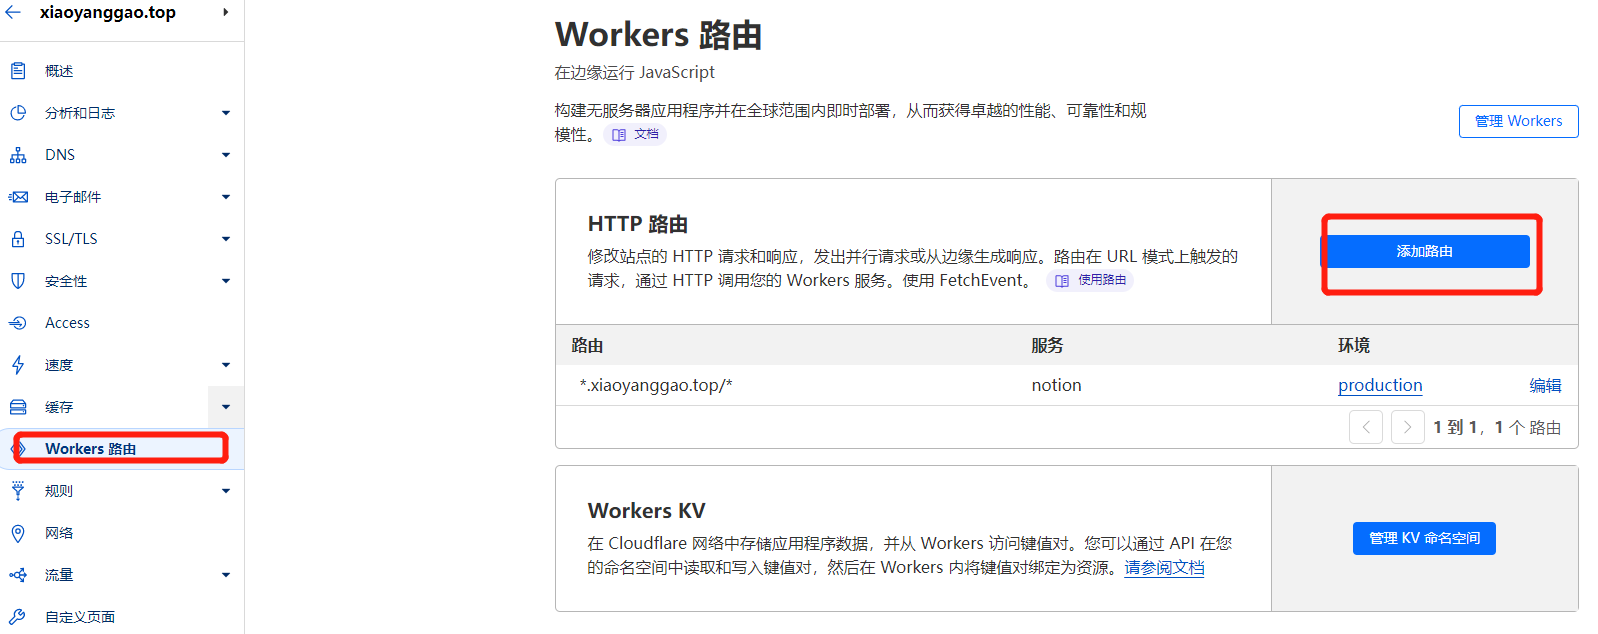 xiaoyanggao.top
概述
分析和日志
DNS
电子邮件
SSL/TLS
安全性
Access
速度
缓存
Workers 路由
规则
网络
流量
自定义页面
Workers 路由
在边缘运行 JavaScript
构建无服务器应用程序并在全球范围内即时部署，从而获得卓越的性能、可靠性和规
模性。 文档
管理 Workers
HTTP 路由
修改站点的 HTTP 请求和响应，发出并行请求或从边缘生成响应。路由在 URL 模式上触发的
请求，通过 HTTP 调用您的 Workers 服务。使用 FetchEvent。 使用路由
添加路由
路由 服务 环境
*.xiaoyanggao.top/* notion production 编辑
1 到 1，1 个 路由
Workers KV
在 Cloudflare 网络中存储应用程序数据，并从 Workers 访问键值对。您可以通过 API 在您
的命名空间中读取和写入键值对，然后在 Workers 内将键值对绑定为资源。请参阅文档
管理 KV 命名空间